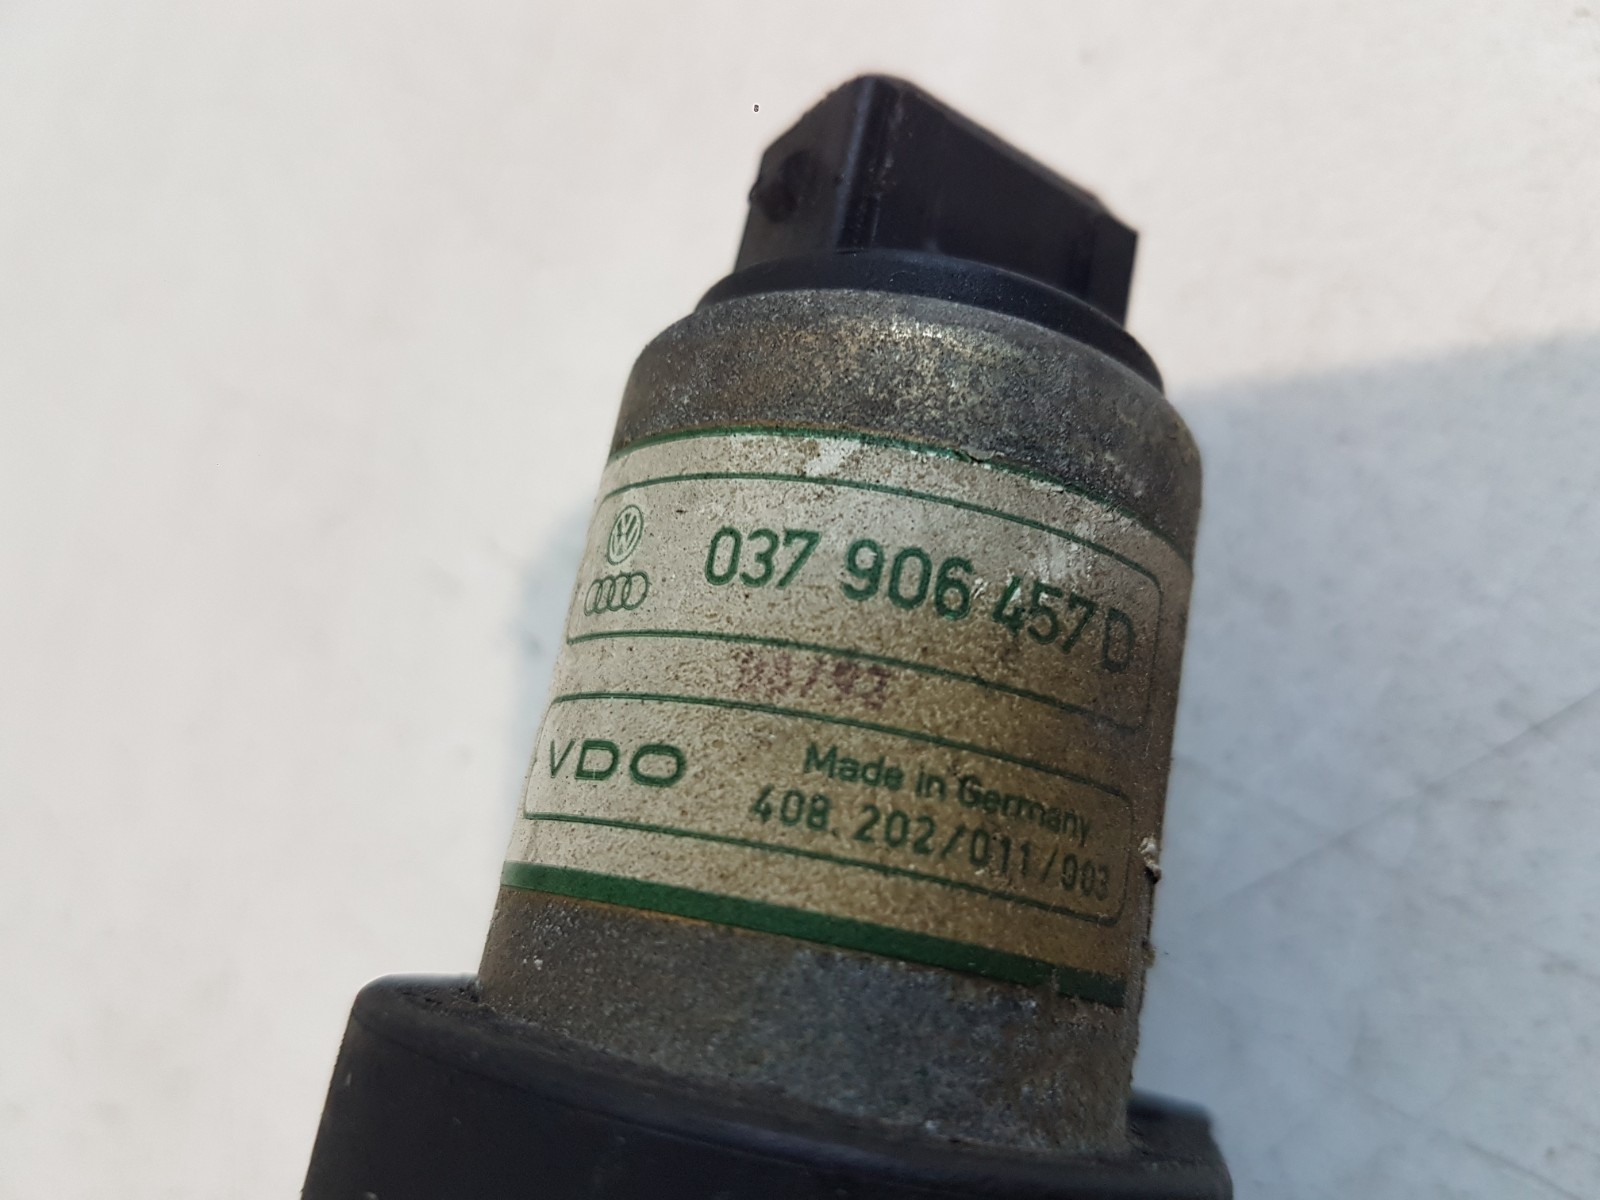 037 906 457 D
VDO
Made in Germany
408.202/011/003